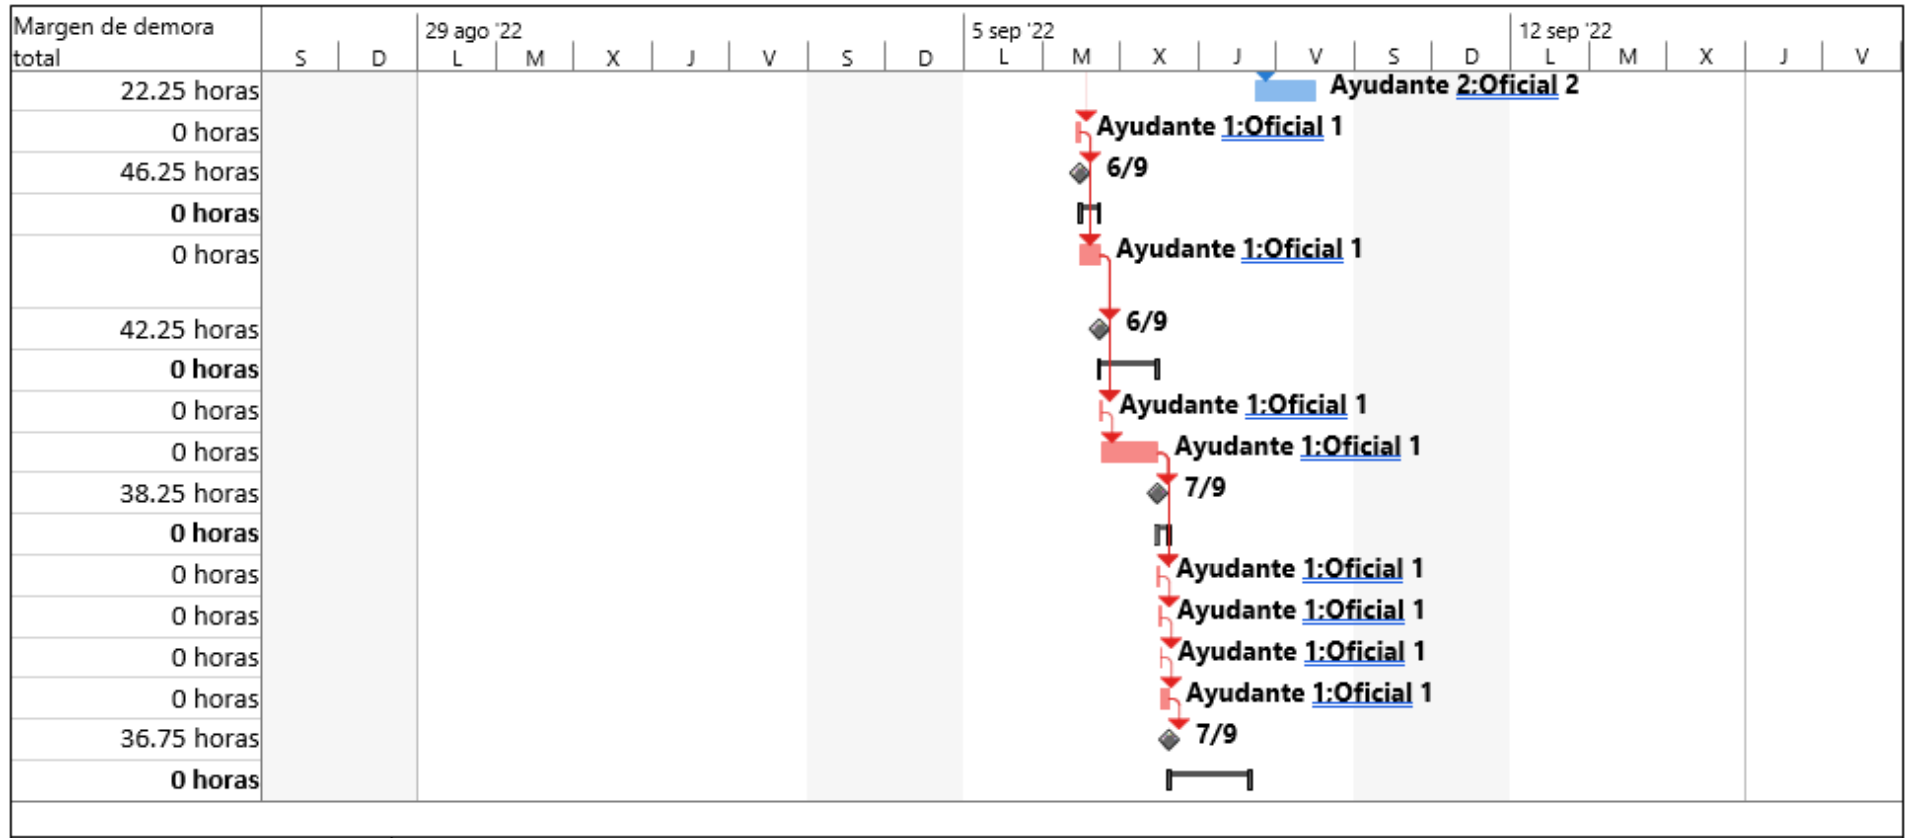 Margen de demora
total
29 ago '22
5 sep '22
12 sep '22
S D L M X J V S D L M X J V S D L M X J V
22.25 horas
Ayudante 2;Oficial 2
0 horas
Ayudante 1;Oficial 1
46.25 horas
6/9
0 horas
0 horas
Ayudante 1;Oficial 1
42.25 horas
6/9
0 horas
0 horas
Ayudante 1;Oficial 1
0 horas
Ayudante 1;Oficial 1
38.25 horas
7/9
0 horas
0 horas
Ayudante 1;Oficial 1
0 horas
Ayudante 1;Oficial 1
0 horas
Ayudante 1;Oficial 1
0 horas
Ayudante 1;Oficial 1
36.75 horas
7/9
0 horas